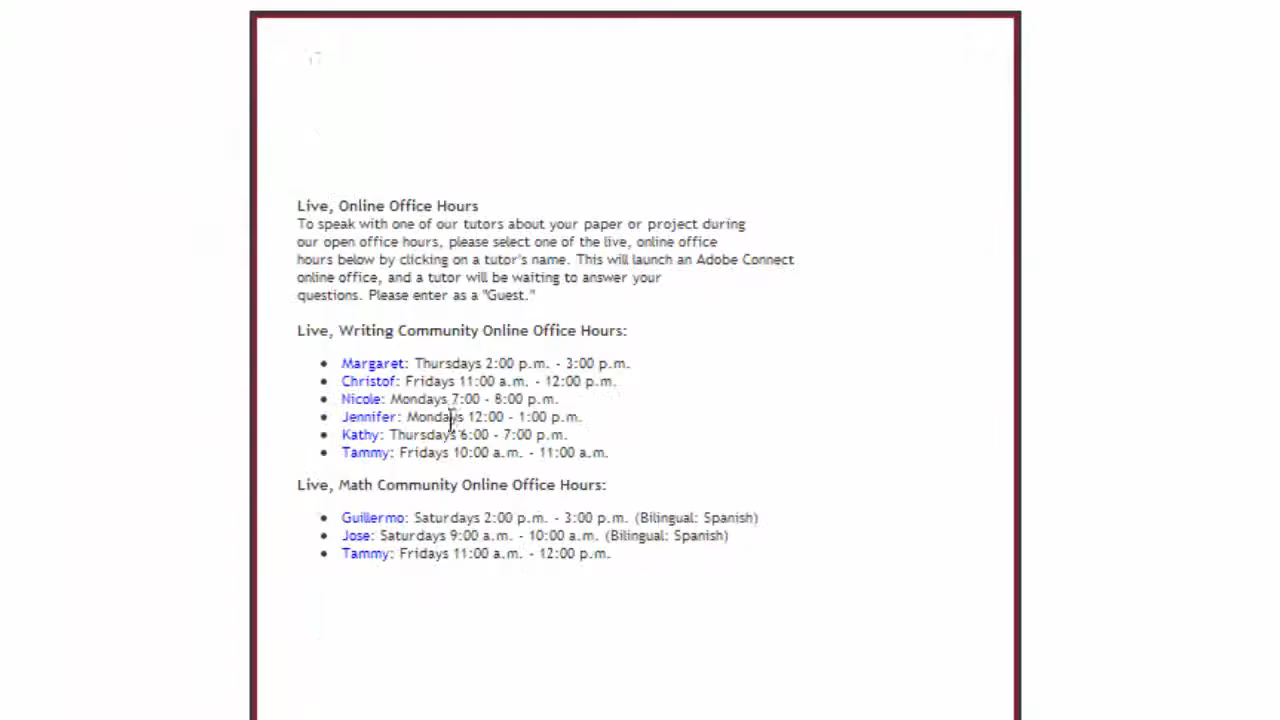 Live, Online Office Hours
To speak with one of our tutors about your paper or project during
our open office hours, please select one of the live, online office
hours below by clicking on a tutor's name. This will launch an Adobe Connect
online office, and a tutor will be waiting to answer your
questions. Please enter as a "Guest."
Live, Writing Community Online Office Hours:
• Margaret: Thursdays 2:00 p.m. - 3:00 p.m.
• Christof: Fridays 11:00 a.m. - 12:00 p.m.
• Nicole: Mondays 7:00 - 8:00 p.m.
• Jennifer: Mondays 12:00 - 1:00 p.m.
• Kathy: Thursdays 6:00 - 7:00 p.m.
• Tammy: Fridays 10:00 a.m. - 11:00 a.m.
Live, Math Community Online Office Hours:
• Guillermo: Saturdays 2:00 p.m. - 3:00 p.m. (Bilingual: Spanish)
• Jose: Saturdays 9:00 a.m. - 10:00 a.m. (Bilingual: Spanish)
• Tammy: Fridays 11:00 a.m. - 12:00 p.m.